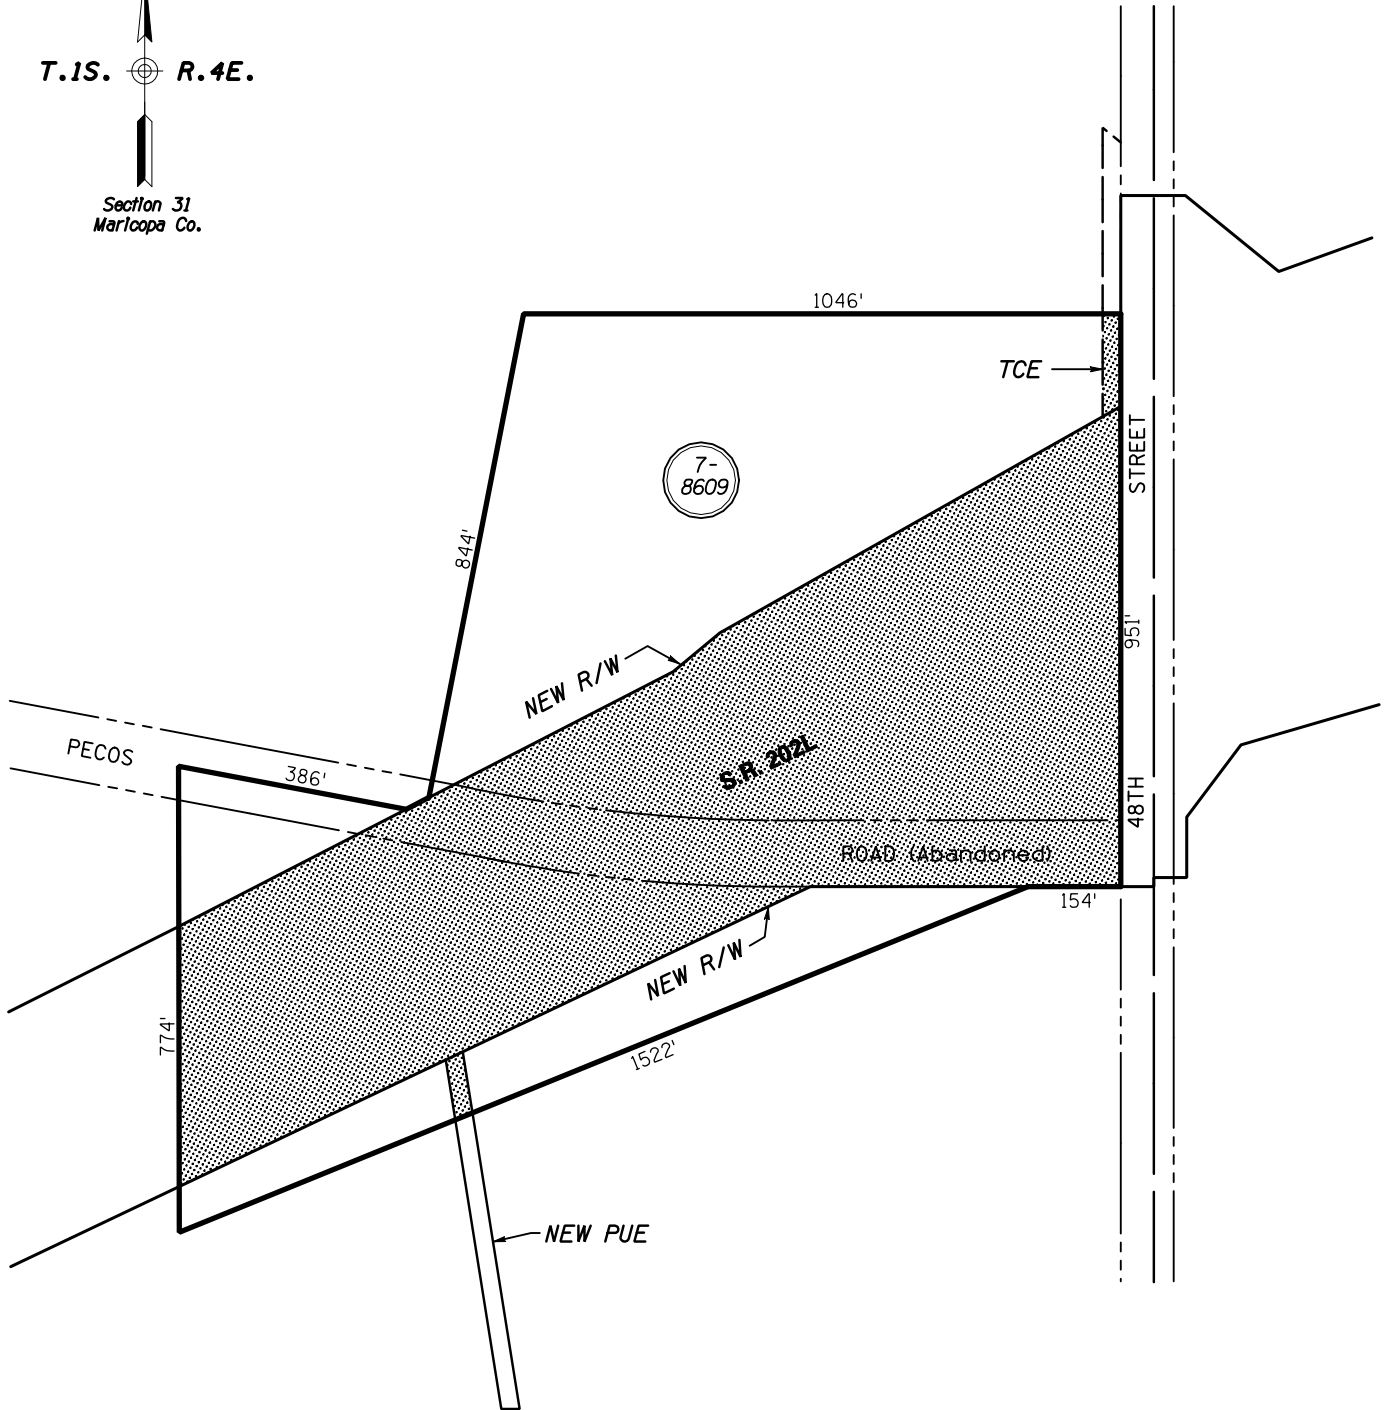 T.1S. R.4E.
Section 31
Maricopa Co.
1046'
TCE
STREET
7-
8609
844'
951'
NEW R/W
PECOS
386'
S.R. 202L
48TH
ROAD (Abandoned)
154'
NEW R/W
774'
1522'
NEW PUE